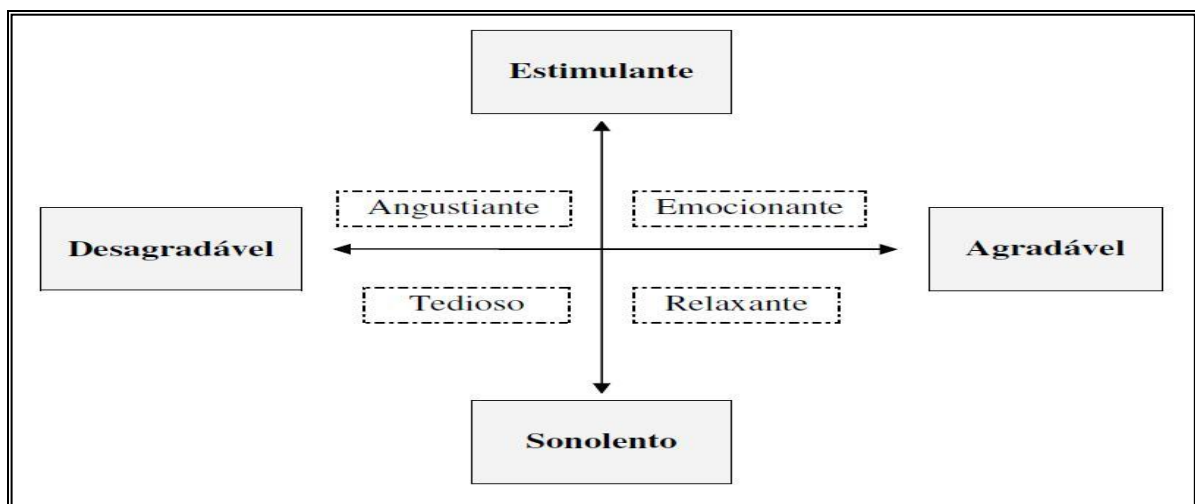 Estimulante
Angustiante
Emocionante
Desagradável
Agradável
Tedioso
Relaxante
Sonolento